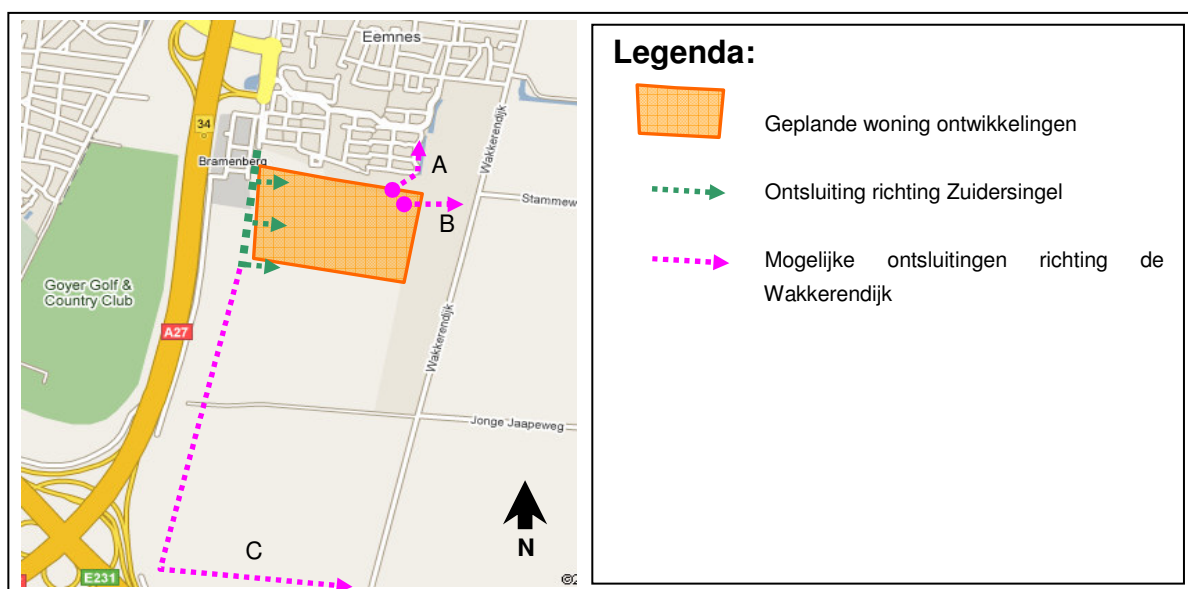 Eemnes
34
Bramenberg
A
B
Wakkerendijk
Stammew
Goyer Golf &
Country Club
A27
Wakkerendijk
Jonge Jaapeweg
N
C
E231
©2
Legenda:
Geplande woning ontwikkelingen
Ontsluiting richting Zuidersingel
Mogelijke ontsluitingen richting de
Wakkerendijk